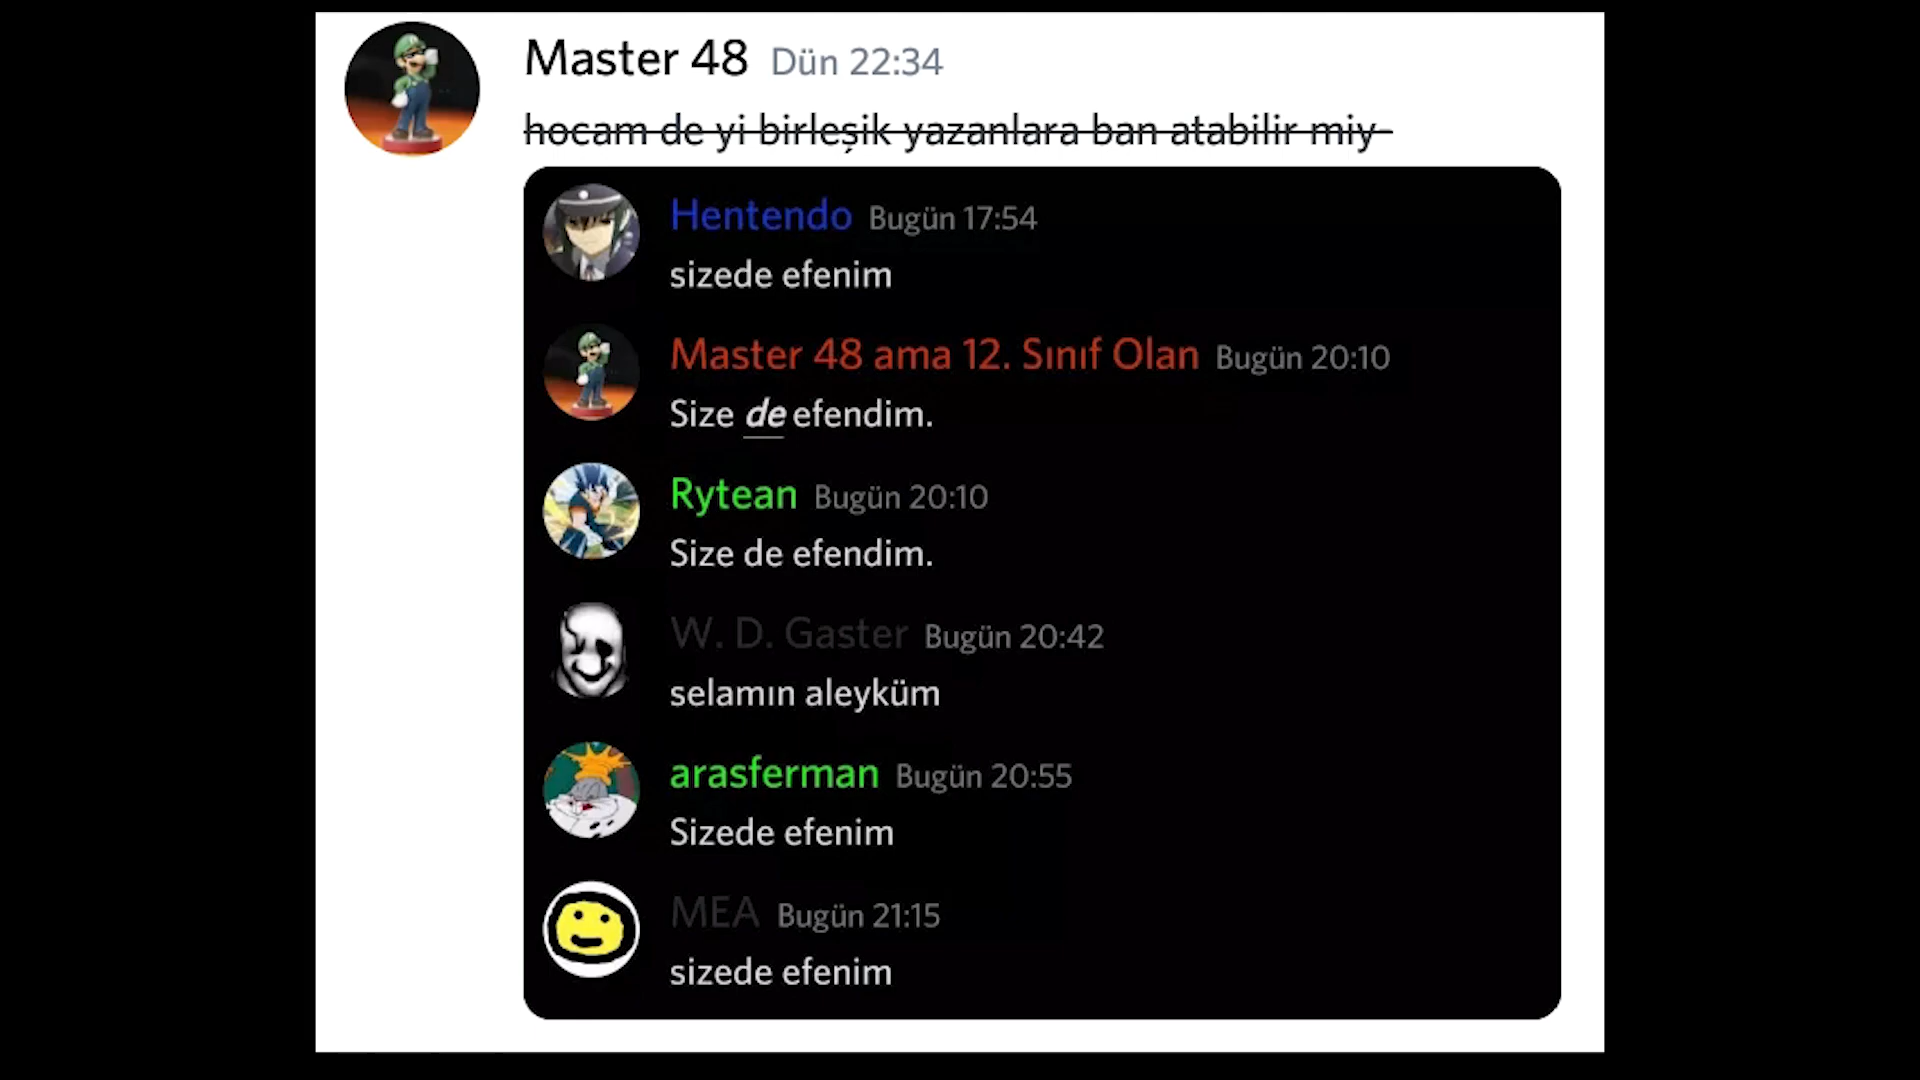 Master 48 Dün 22:34
hocam de yi birleşik yazanlara ban atabilir miy-
Hentendo Bugün 17:54
sizede efenim
Master 48 ama 12. Sınıf Olan Bugün 20:10
Size de efendim.
Rytean Bugün 20:10
Size de efendim.
W. D. Gaster Bugün 20:42
selamın aleyküm
arasferman Bugün 20:55
Sizede efenim
MEA Bugün 21:15
sizede efenim